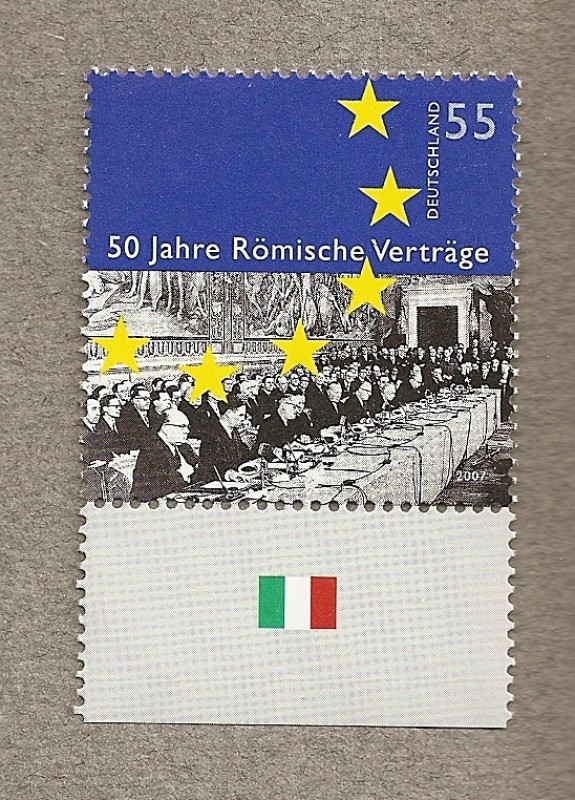 DEUTSCHLAND 55
50 Jahre Römische Verträge
2007